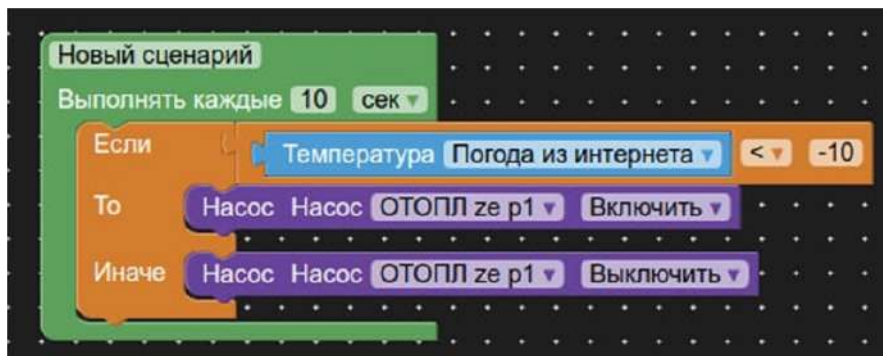 Новый сценарий
Выполнять каждые 10 сек
Если Температура Погода из интернета < -10
То Насос Насос ОТОПЛ ze p1 Включить
Иначе Насос Насос ОТОПЛ ze p1 Выключить